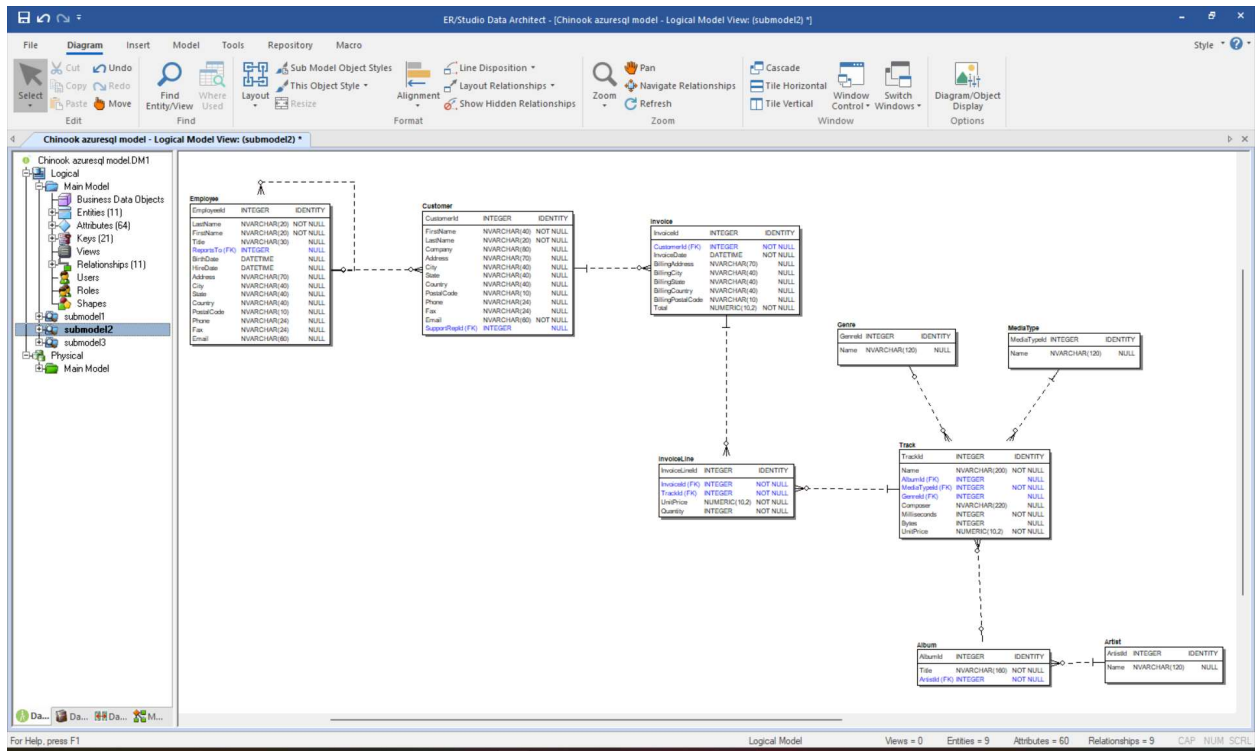 ER/Studio Data Architect - [Chinook azuresql model - Logical Model View: (submodel2) *]
File Diagram Insert Model Tools Repository Macro Style
Select
Cut Undo
Copy Redo
Paste Move
Edit
Find Entity/View
Where Used
Find
Layout
Sub Model Object Styles
This Object Style
Resize
Alignment
Line Disposition
Layout Relationships
Show Hidden Relationships
Format
Zoom
Pan
Navigate Relationships
Refresh
Zoom
Cascade
Tile Horizontal
Tile Vertical
Window Control
Switch Windows
Window
Diagram/Object Display
Options
Chinook azuresql model - Logical Model View: (submodel2) *
Chinook azuresql model.DM1
Logical
Main Model
Business Data Objects
Entities (11)
Attributes (64)
Keys (21)
Views
Relationships (11)
Users
Roles
Shapes
submodel1
submodel2
submodel3
Physical
Main Model
Da... Da... Da... M...
Employee
EmployeeId INTEGER IDENTITY
LastName NVARCHAR(20) NOT NULL
FirstName NVARCHAR(20) NOT NULL
Title NVARCHAR(30) NULL
ReportsTo (FK) INTEGER NULL
BirthDate DATETIME NULL
HireDate DATETIME NULL
Address NVARCHAR(70) NULL
City NVARCHAR(40) NULL
State NVARCHAR(40) NULL
Country NVARCHAR(40) NULL
PostalCode NVARCHAR(10) NULL
Phone NVARCHAR(24) NULL
Fax NVARCHAR(24) NULL
Email NVARCHAR(60) NULL
Customer
CustomerId INTEGER IDENTITY
FirstName NVARCHAR(40) NOT NULL
LastName NVARCHAR(20) NOT NULL
Company NVARCHAR(80) NULL
Address NVARCHAR(70) NULL
City NVARCHAR(40) NULL
State NVARCHAR(40) NULL
Country NVARCHAR(40) NULL
PostalCode NVARCHAR(10) NULL
Phone NVARCHAR(24) NULL
Fax NVARCHAR(24) NULL
Email NVARCHAR(60) NOT NULL
SupportRepId (FK) INTEGER NULL
Invoice
InvoiceId INTEGER IDENTITY
CustomerId (FK) INTEGER NOT NULL
InvoiceDate DATETIME NOT NULL
BillingAddress NVARCHAR(70) NULL
BillingCity NVARCHAR(40) NULL
BillingState NVARCHAR(40) NULL
BillingCountry NVARCHAR(40) NULL
BillingPostalCode NVARCHAR(10) NULL
Total NUMERIC(10,2) NOT NULL
Genre
GenreId INTEGER IDENTITY
Name NVARCHAR(120) NULL
MediaType
MediaTypeId INTEGER IDENTITY
Name NVARCHAR(120) NULL
InvoiceLine
InvoiceLineId INTEGER IDENTITY
InvoiceId (FK) INTEGER NOT NULL
TrackId (FK) INTEGER NOT NULL
UnitPrice NUMERIC(10,2) NOT NULL
Quantity INTEGER NOT NULL
Track
TrackId INTEGER IDENTITY
Name NVARCHAR(200) NOT NULL
AlbumId (FK) INTEGER NULL
MediaTypeId (FK) INTEGER NOT NULL
GenreId (FK) INTEGER NULL
Composer NVARCHAR(220) NULL
Milliseconds INTEGER NOT NULL
Bytes INTEGER NULL
UnitPrice NUMERIC(10,2) NOT NULL
Album
AlbumId INTEGER IDENTITY
Title NVARCHAR(160) NOT NULL
ArtistId (FK) INTEGER NOT NULL
Artist
ArtistId INTEGER IDENTITY
Name NVARCHAR(120) NULL
For Help, press F1 Logical Model Views = 0 Entities = 9 Attributes = 60 Relationships = 9 CAP NUM SCRL